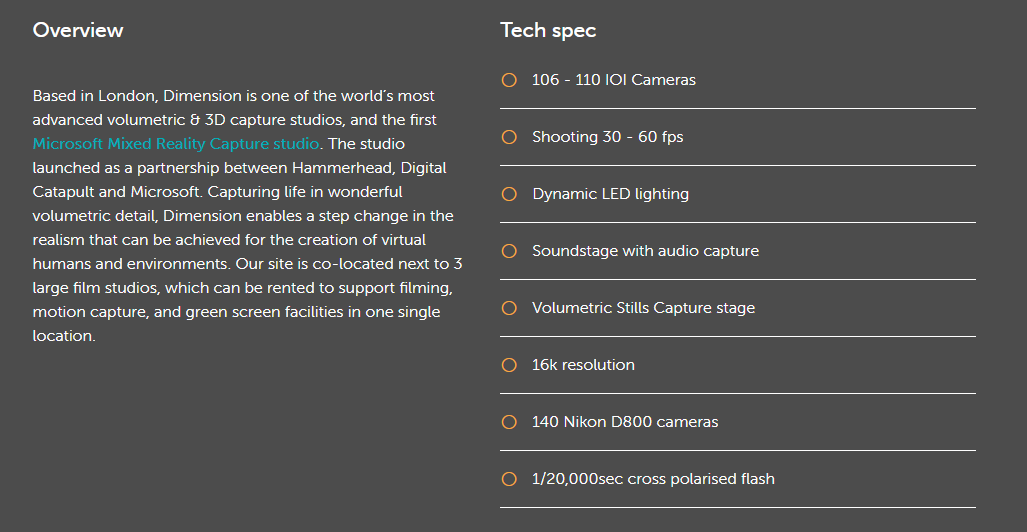 Overview
Based in London, Dimension is one of the world's most
advanced volumetric & 3D capture studios, and the first
Microsoft Mixed Reality Capture studio. The studio
launched as a partnership between Hammerhead, Digital
Catapult and Microsoft. Capturing life in wonderful
volumetric detail, Dimension enables a step change in the
realism that can be achieved for the creation of virtual
humans and environments. Our site is co-located next to 3
large film studios, which can be rented to support filming,
motion capture, and green screen facilities in one single
location.
Tech spec
106 - 110 IOI Cameras
Shooting 30 - 60 fps
Dynamic LED lighting
Soundstage with audio capture
Volumetric Stills Capture stage
16k resolution
140 Nikon D800 cameras
1/20,000sec cross polarised flash